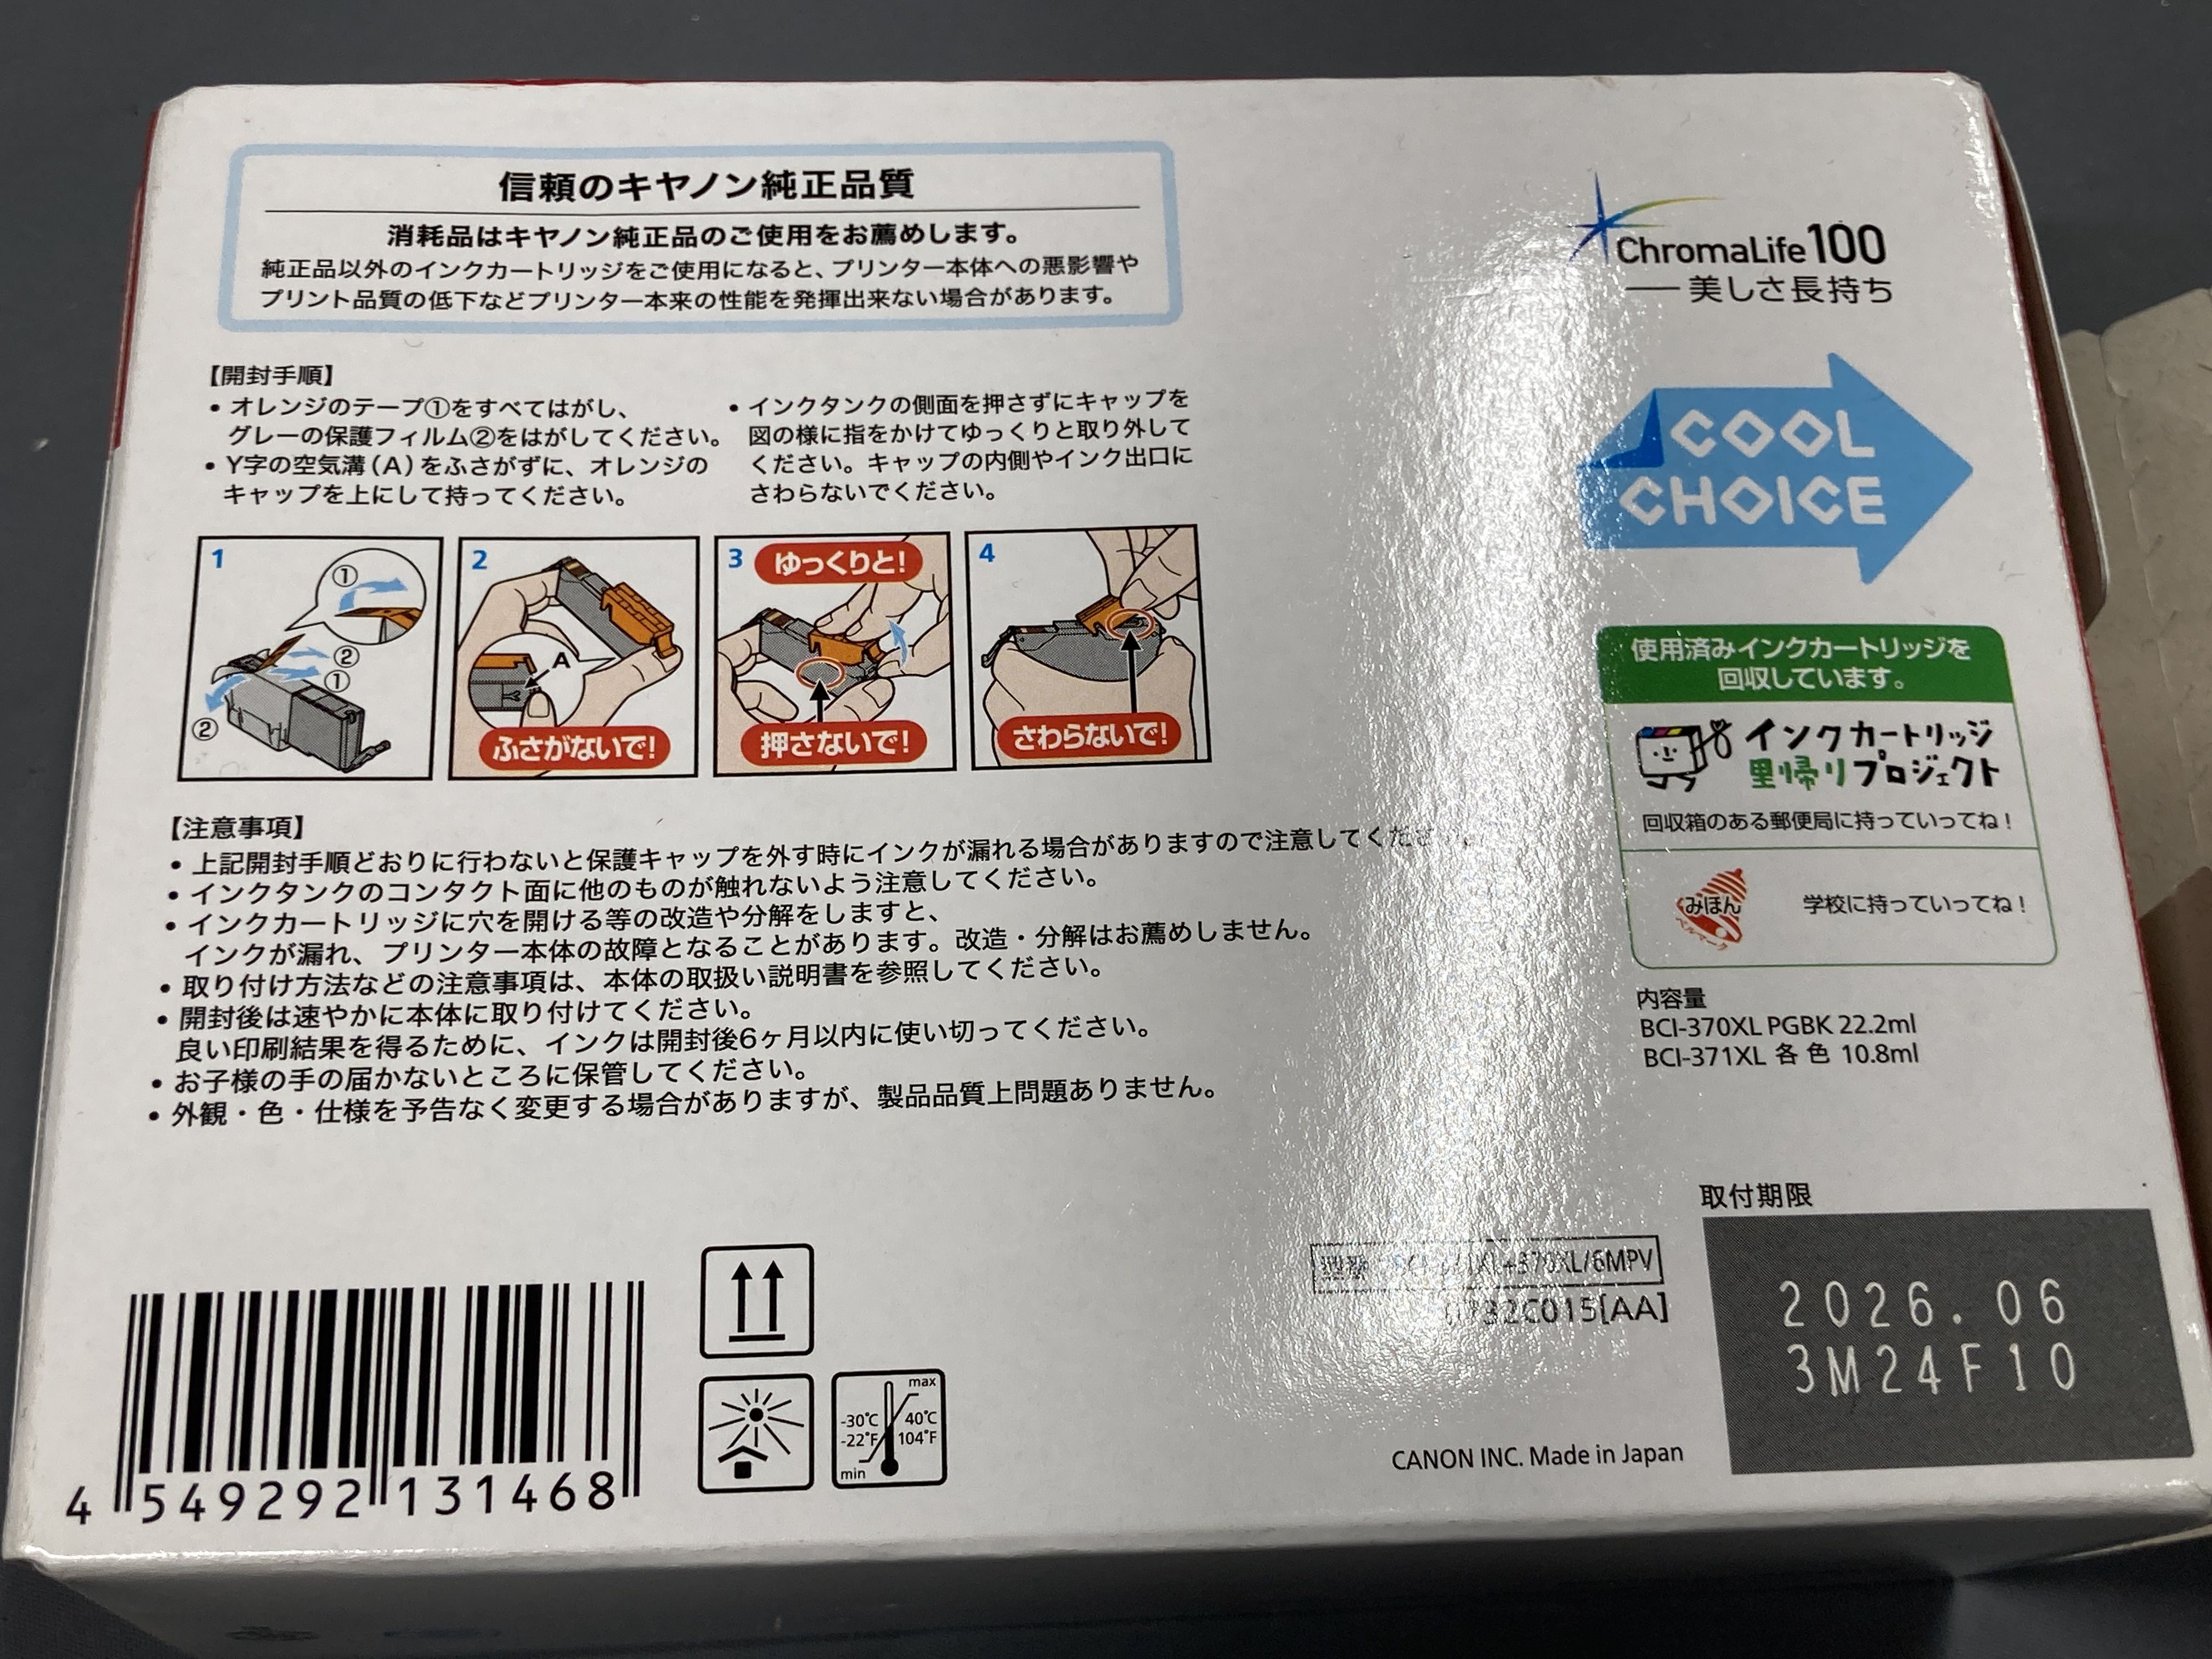 信頼のキヤノン純正品質
消耗品はキヤノン純正品のご使用をお薦めします。
純正品以外のインクカートリッジをご使用になると、プリンター本体への悪影響や
プリント品質の低下などプリンター本来の性能を発揮出来ない場合があります。
【開封手順】
• オレンジのテープ①をすべてはがし、
グレーの保護フィルム②をはがしてください。
• Y字の空気溝(A)をふさがずに、オレンジの
キャップを上にして持ってください。
• インクタンクの側面を押さずにキャップを
図の様に指をかけてゆっくりと取り外して
ください。キャップの内側やインク出口に
さわらないでください。
1
①
②
①
②
2
A
ふさがないで!
3
ゆっくりと!
押さないで!
4
さわらないで!
【注意事項】
• 上記開封手順どおりに行わないと保護キャップを外す時にインクが漏れる場合がありますので注意してくだ
• インクタンクのコンタクト面に他のものが触れないよう注意してください。
• インクカートリッジに穴を開ける等の改造や分解をしますと、
インクが漏れ、プリンター本体の故障となることがあります。改造・分解はお薦めしません。
• 取り付け方法などの注意事項は、本体の取扱い説明書を参照してください。
• 開封後は速やかに本体に取り付けてください。
良い印刷結果を得るために、インクは開封後6ヶ月以内に使い切ってください。
• お子様の手の届かないところに保管してください。
• 外観・色・仕様を予告なく変更する場合がありますが、製品品質上問題ありません。
4 549292 131468
max
-30°C 40°C
-22°F 104°F
min
ChromaLife100
美しさ長持ち
COOL
CHOICE
使用済みインクカートリッジを
回収しています。
インクカートリッジ
里帰りプロジェクト
回収箱のある郵便局に持っていってね!
みほん
ベルマーク
学校に持っていってね!
内容量
BCI-370XL PGBK 22.2ml
BCI-371XL 各色 10.8ml
取付期限
2026.06
3M24F10
370XL/6MPV
C015[AA]
CANON INC. Made in Japan